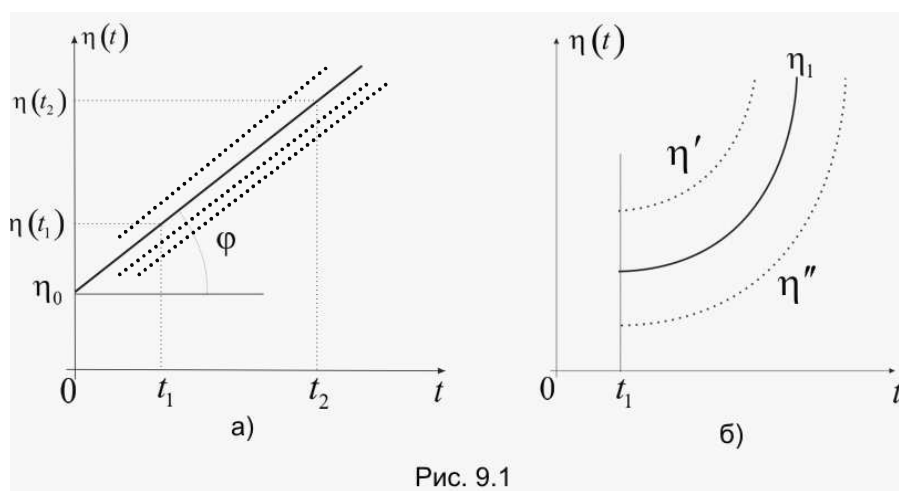 η(t)
η(t₂)
η(t₁)
φ
η₀
0
t₁
t₂
t
а)
η(t)
η₁
η′
η″
0
t₁
t
б)
Рис. 9.1